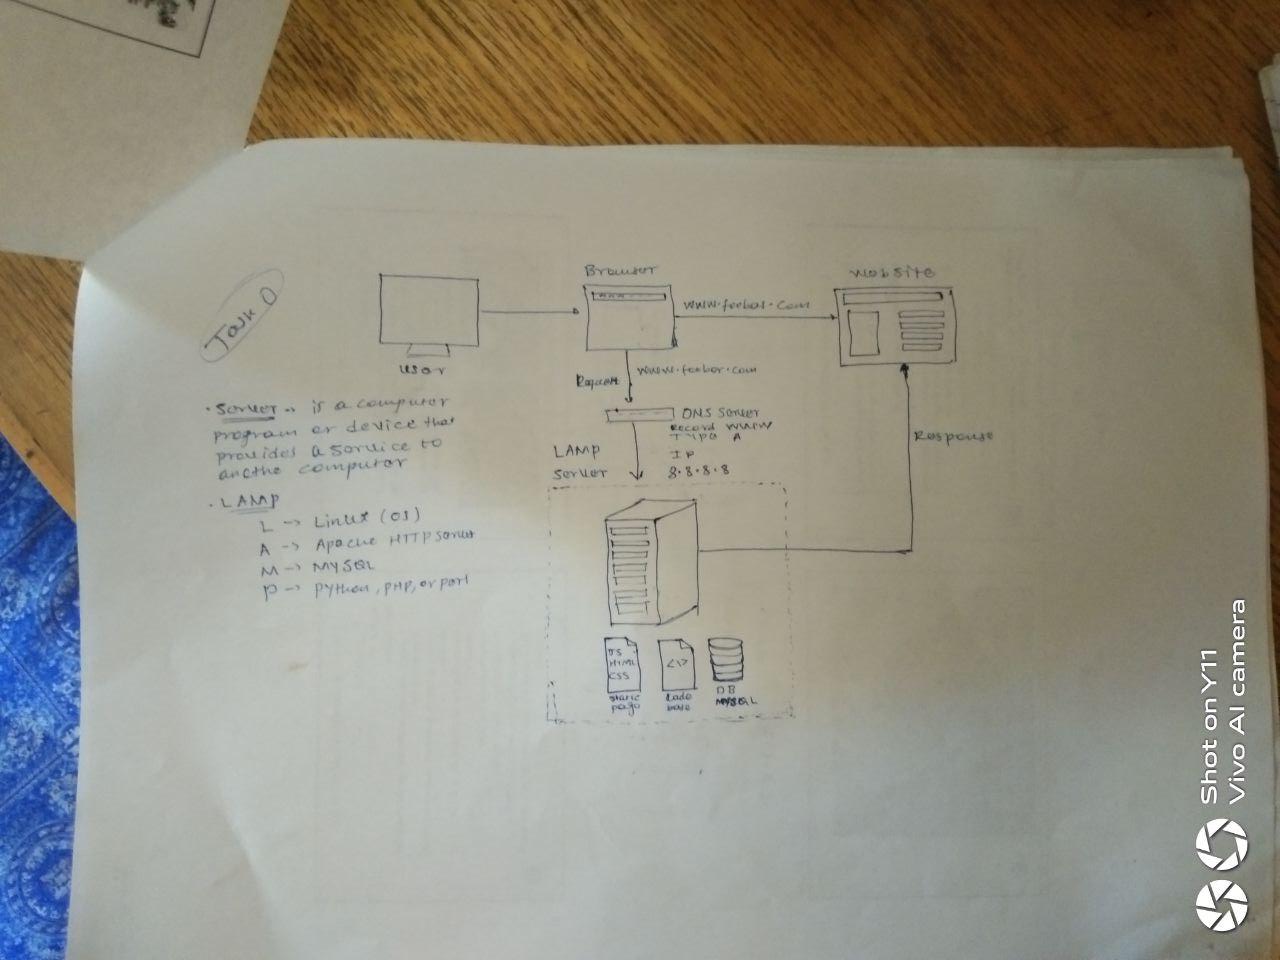 Task 0
Browser
Website
www.foobar.com
User
Request
www.foobar.com
DNS Server
Record WWW
Type A
IP
8.8.8.8
LAMP
Server
Response
• Server → is a computer
program or device that
provides a service to
anothe computer
• LAMP
L → Linux (OS)
A → Apache HTTP Server
M → MYSQL
P → Python, PHP, or perl
JS
HTML
CSS
static
page
</>
Code
base
DB
MYSQL
Shot on Y11
Vivo AI camera